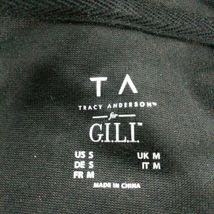 TA
TRACY ANDERSON™
for
G.I.L.I.™
US S UK M
DE S IT M
FR M
MADE IN CHINA